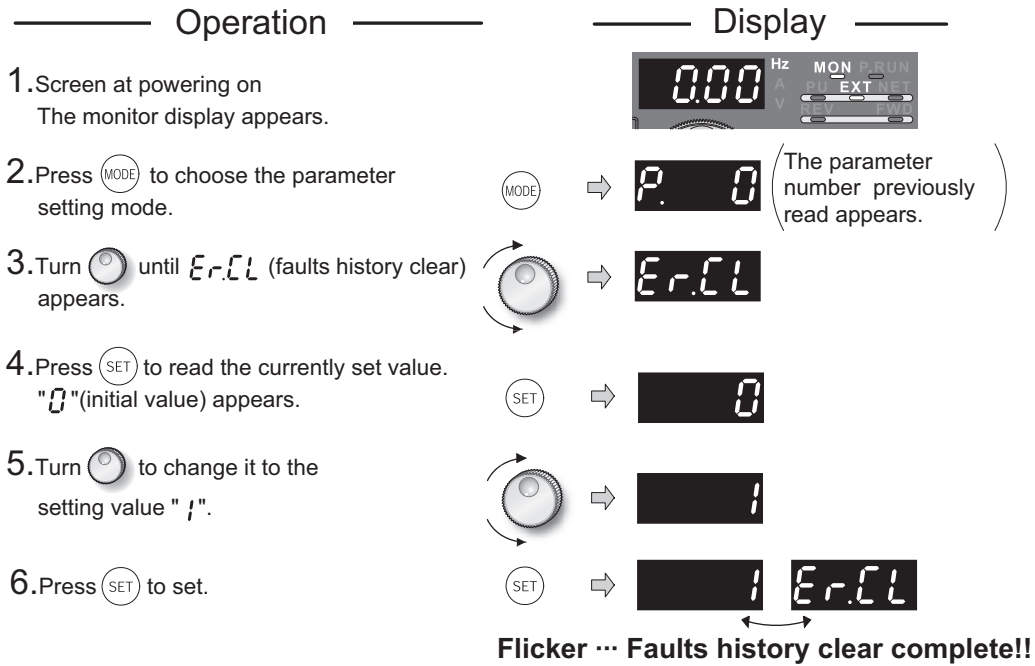 Operation
Display
1.Screen at powering on
The monitor display appears.
0.00 Hz A V MON P.RUN
PU EXT NET
REV FWD
2.Press MODE to choose the parameter
setting mode.
MODE
P. 0
The parameter
number previously
read appears.
3.Turn until Er.CL (faults history clear)
appears.
Er.CL
4.Press SET to read the currently set value.
"0"(initial value) appears.
SET
0
5.Turn to change it to the
setting value " 1".
1
6.Press SET to set.
SET
1 Er.CL
Flicker ··· Faults history clear complete!!